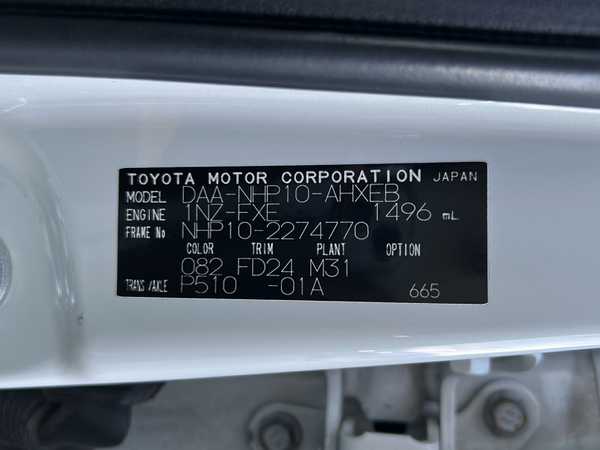 TOYOTA MOTOR CORPORATION JAPAN
MODEL DAA-NHP10-AHXEB
ENGINE 1NZ-FXE 1496 mL
FRAME No. NHP10-2274770
COLOR TRIM PLANT OPTION
082 FD24 M31
TRANS./AXLE P510 -01A 665